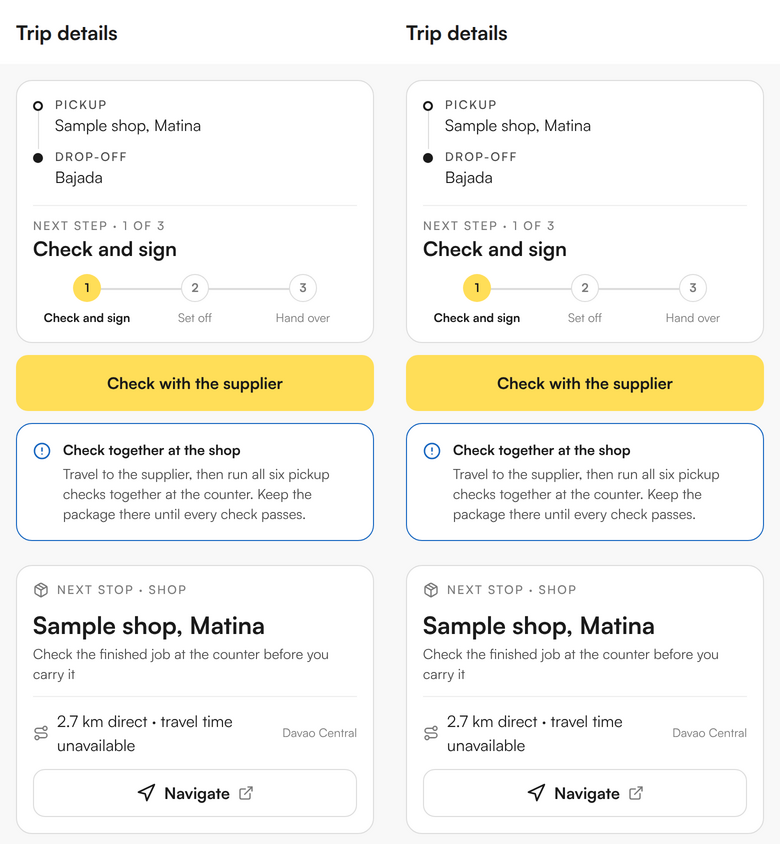 Trip details
PICKUP
Sample shop, Matina
DROP-OFF
Bajada
NEXT STEP · 1 OF 3
Check and sign
1
2
3
Check and sign
Set off
Hand over
Check with the supplier
Check together at the shop
Travel to the supplier, then run all six pickup
checks together at the counter. Keep the
package there until every check passes.
NEXT STOP · SHOP
Sample shop, Matina
Check the finished job at the counter before you
carry it
2.7 km direct · travel time
unavailable
Davao Central
Navigate
Trip details
PICKUP
Sample shop, Matina
DROP-OFF
Bajada
NEXT STEP · 1 OF 3
Check and sign
1
2
3
Check and sign
Set off
Hand over
Check with the supplier
Check together at the shop
Travel to the supplier, then run all six pickup
checks together at the counter. Keep the
package there until every check passes.
NEXT STOP · SHOP
Sample shop, Matina
Check the finished job at the counter before you
carry it
2.7 km direct · travel time
unavailable
Davao Central
Navigate